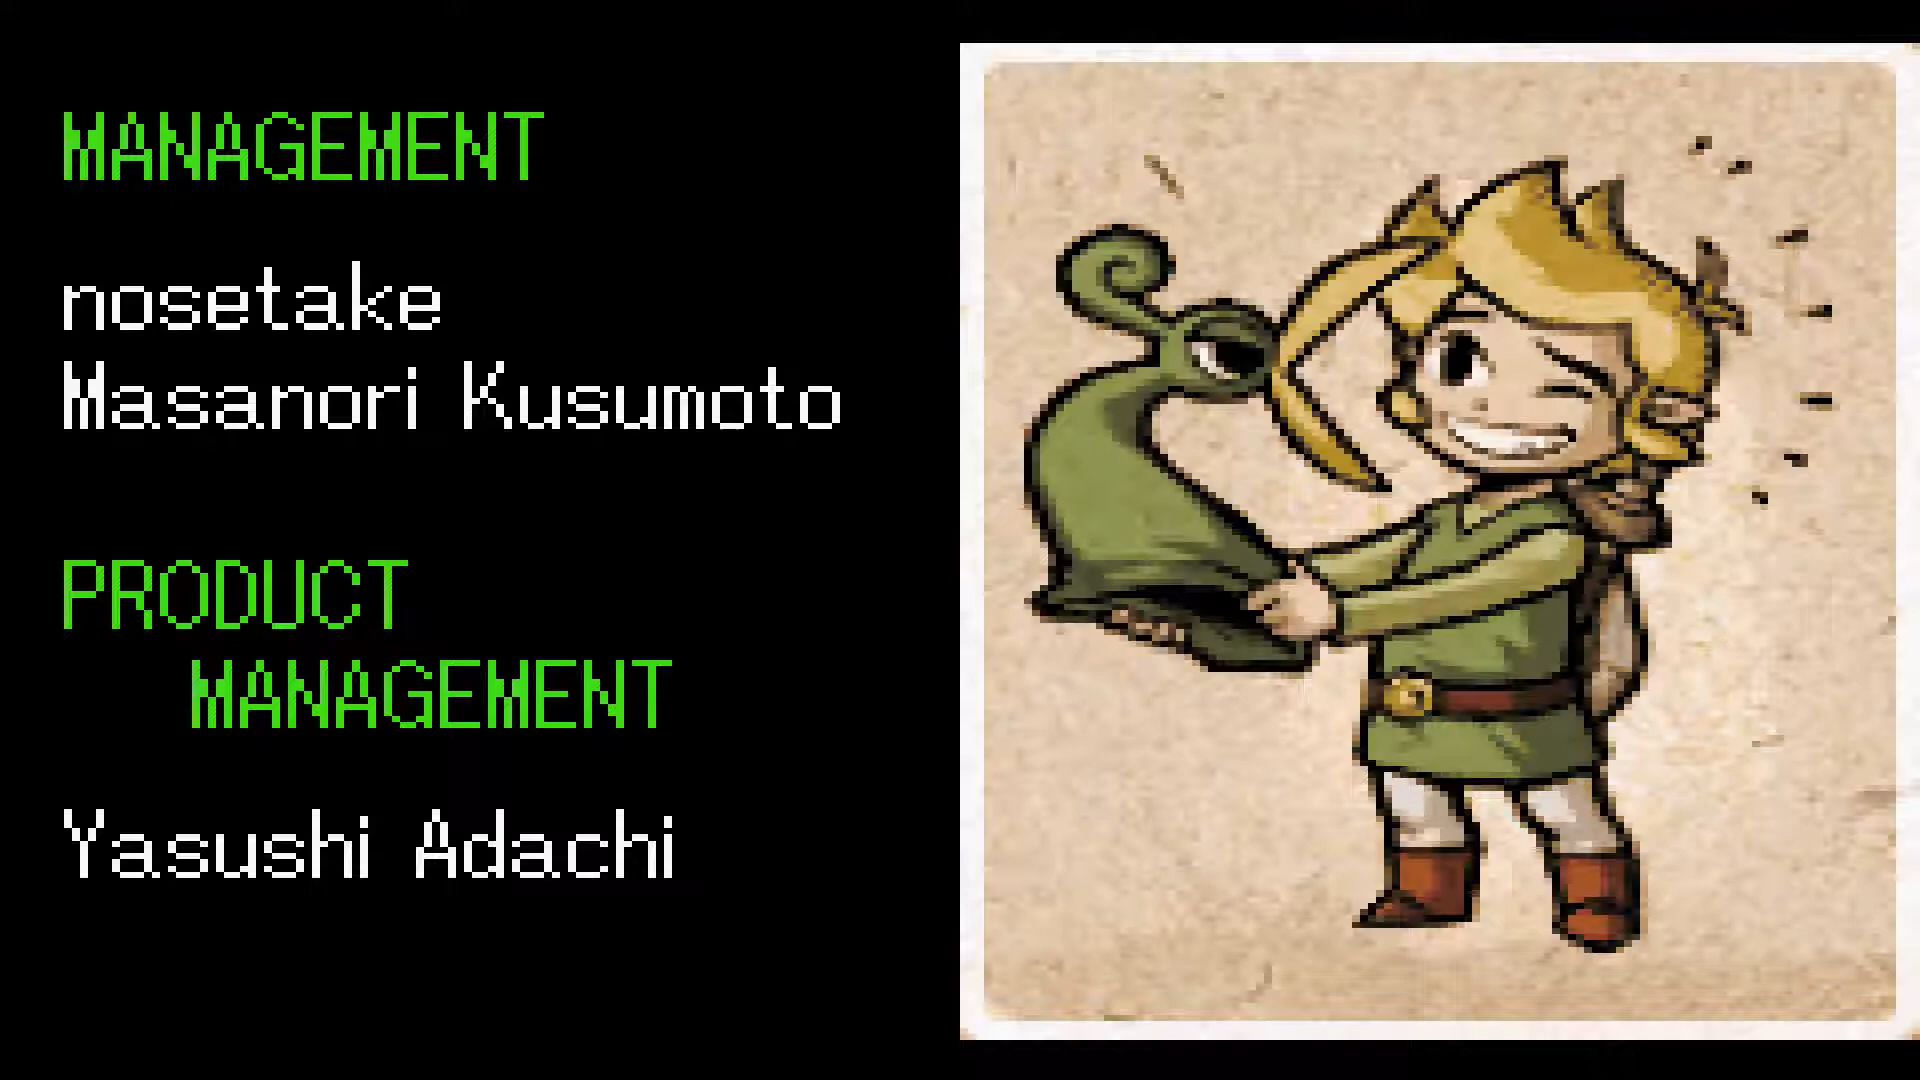 MANAGEMENT
nosetake
Masanori Kusumoto
PRODUCT
MANAGEMENT
Yasushi Adachi